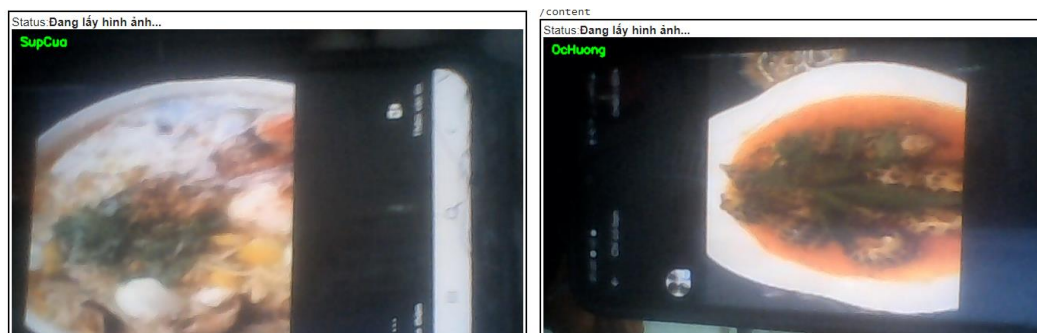 Status:Đang lấy hình ảnh...
SupCua
/content
Status:Đang lấy hình ảnh...
OcHuong